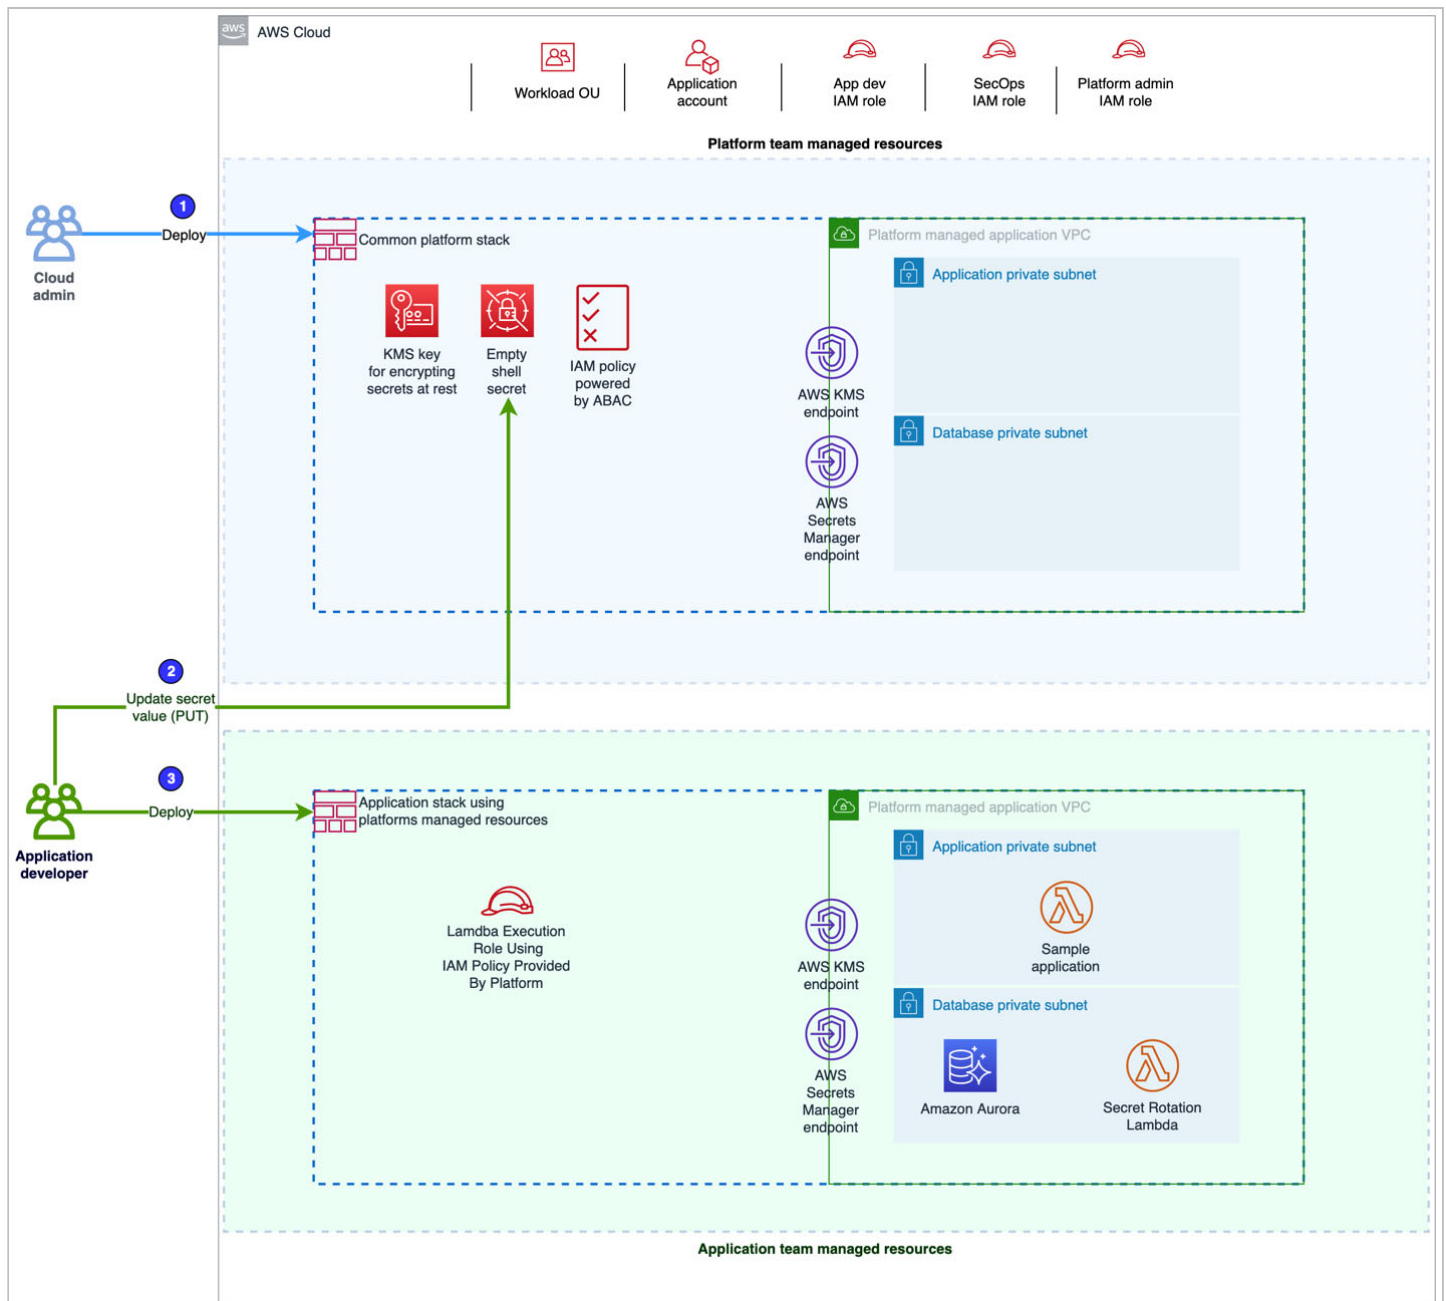 aws
AWS Cloud
Workload OU
Application
account
App dev
IAM role
SecOps
IAM role
Platform admin
IAM role
Platform team managed resources
1
Deploy
Cloud
admin
Common platform stack
KMS key
for encrypting
secrets at rest
Empty
shell
secret
IAM policy
powered
by ABAC
Platform managed application VPC
Application private subnet
AWS KMS
endpoint
Database private subnet
AWS
Secrets
Manager
endpoint
2
Update secret
value (PUT)
3
Deploy
Application
developer
Application stack using
platforms managed resources
Lamdba Execution
Role Using
IAM Policy Provided
By Platform
Platform managed application VPC
Application private subnet
Sample
application
AWS KMS
endpoint
Database private subnet
Amazon Aurora
Secret Rotation
Lambda
AWS
Secrets
Manager
endpoint
Application team managed resources